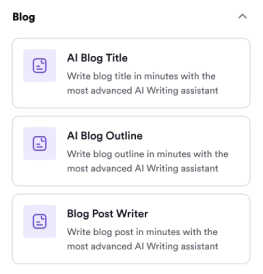 Blog
AI Blog Title
Write blog title in minutes with the
most advanced AI Writing assistant
AI Blog Outline
Write blog outline in minutes with the
most advanced AI Writing assistant
Blog Post Writer
Write blog post in minutes with the
most advanced AI Writing assistant